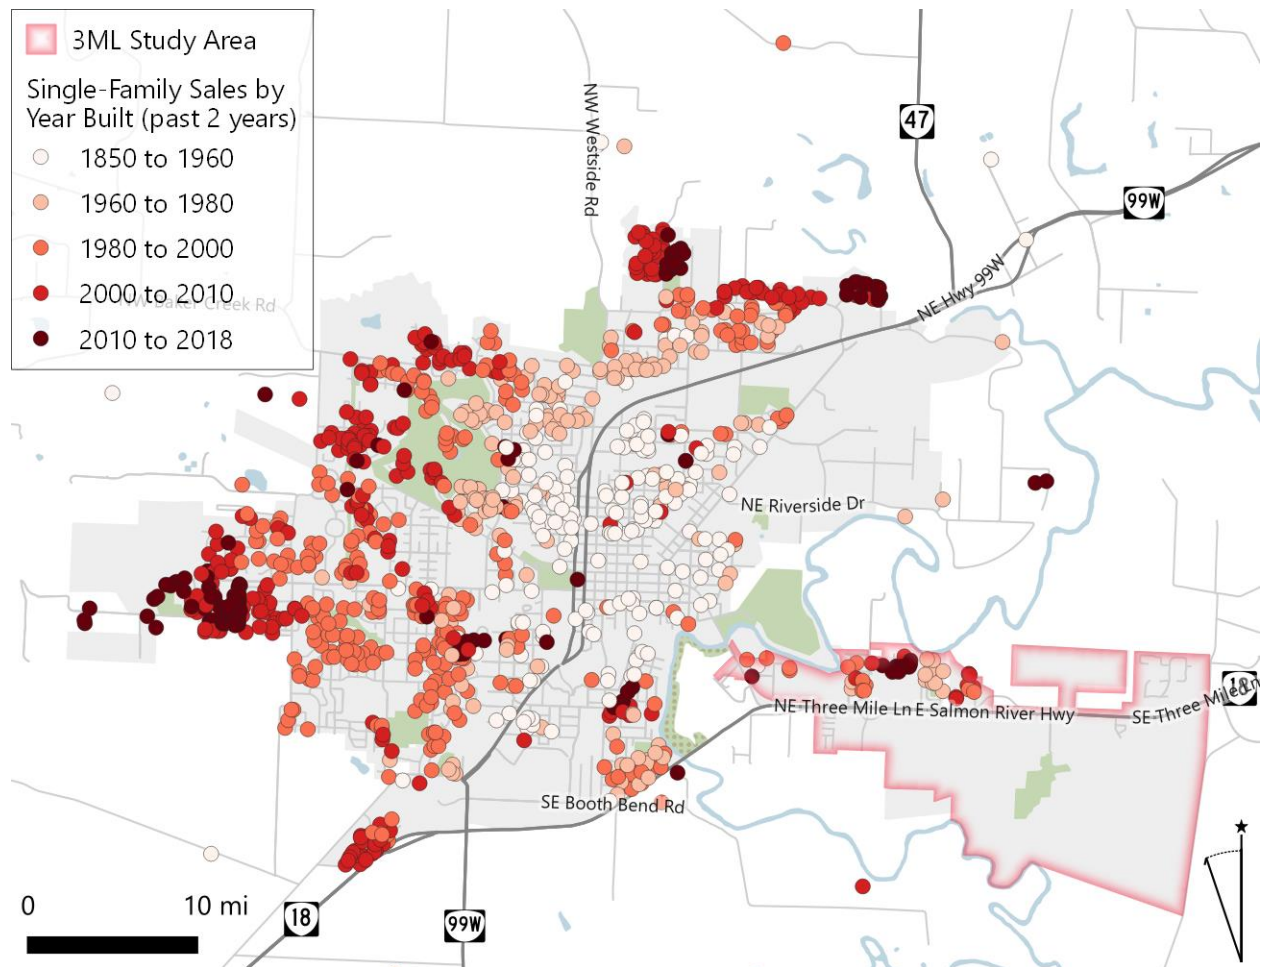 3ML Study Area
Single-Family Sales by
Year Built (past 2 years)
1850 to 1960
1960 to 1980
1980 to 2000
2000 to 2010
2010 to 2018
NW Baker Creek Rd
NW Westside Rd
47
99W
NE Hwy 99W
NE Riverside Dr
NE Three Mile Ln E Salmon River Hwy
SE Three Mile Ln
18
SE Booth Bend Rd
0 10 mi
18
99W